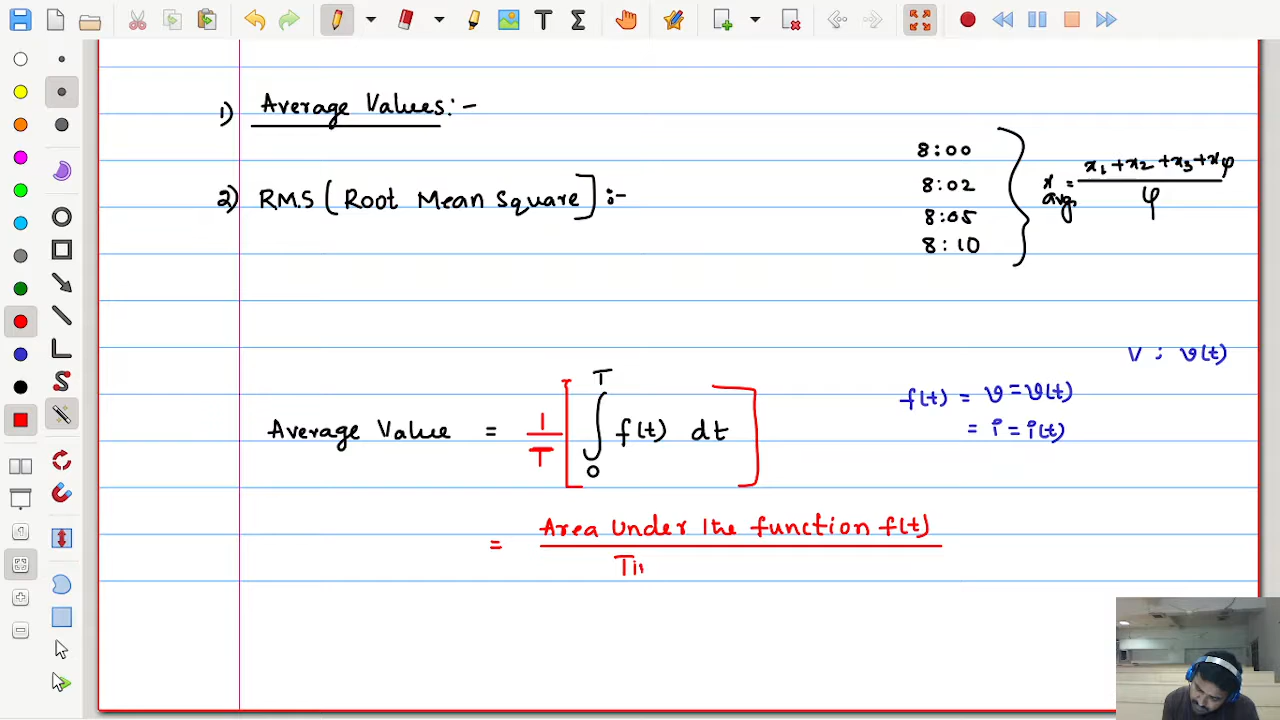 1) Average Values:-
8:00
8:02
8:05
8:10
x avg. = x1+x2+x3+x4 / 4
2) R.M.S (Root Mean Square] :-
V : v(t)
f(t) = v = v(t)
= i = i(t)
Average Value = 1/T [ ∫0T f(t) dt ]
= Area Under the function f(t)
Ti